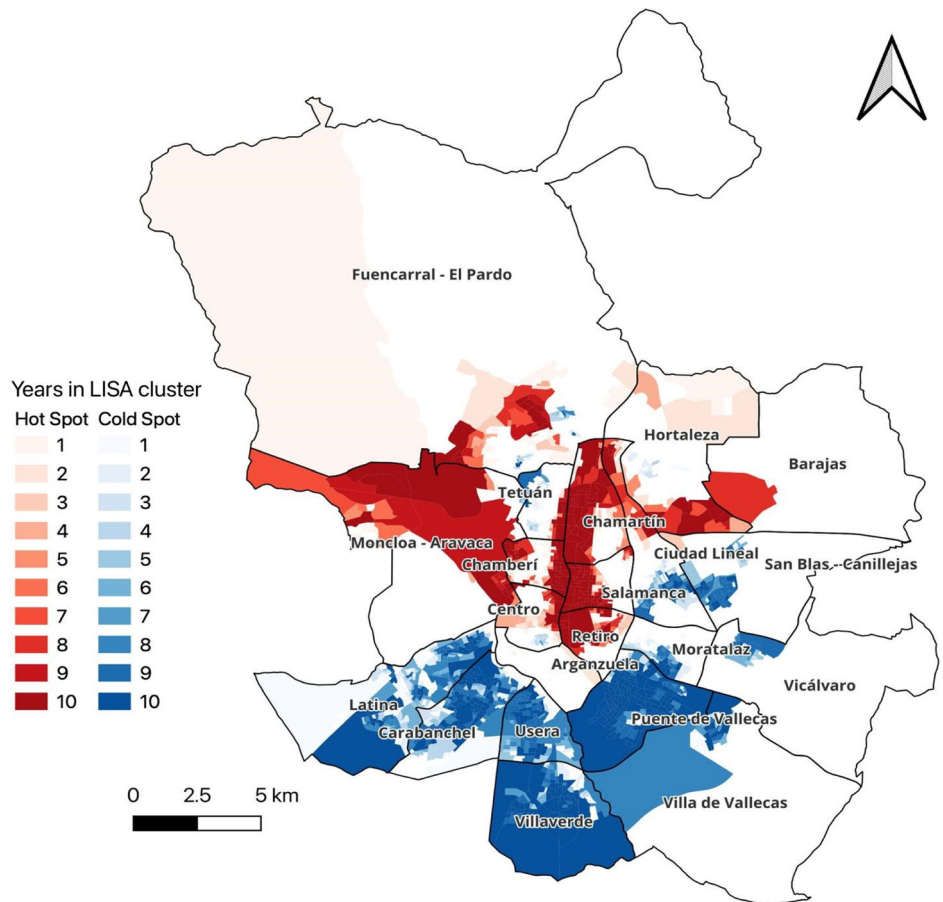 Fuencarral - El Pardo
Years in LISA cluster
Hot Spot Cold Spot
1 1
2 2
3 3
4 4
5 5
6 6
7 7
8 8
9 9
10 10
Hortaleza
Barajas
Tetuán
Chamartín
Moncloa - Aravaca
Ciudad Lineal
Chamberí
San Blas - Canillejas
Salamanca
Centro
Retiro
Moratalaz
Arganzuela
Vicálvaro
Latina
Puente de Vallecas
Carabanchel
Usera
0 2.5 5 km
Villa de Vallecas
Villaverde